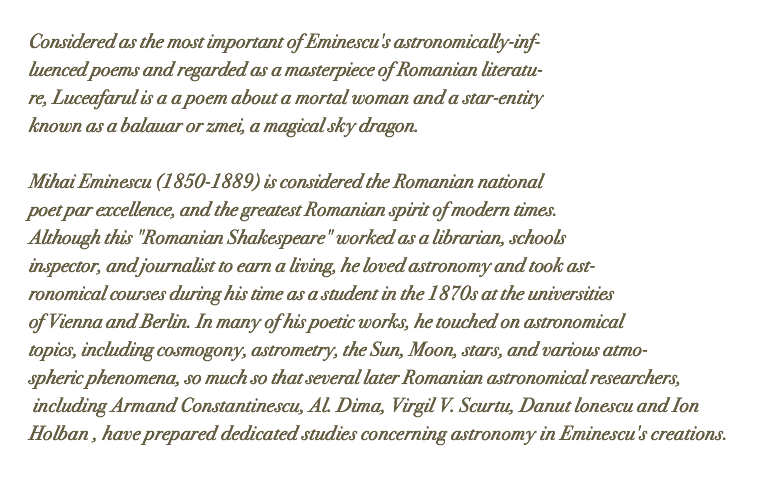 Considered as the most important of Eminescu's astronomically-inf-
luenced poems and regarded as a masterpiece of Romanian literatu-
re, Luceafarul is a a poem about a mortal woman and a star-entity
known as a balauar or zmei, a magical sky dragon.
Mihai Eminescu (1850-1889) is considered the Romanian national
poet par excellence, and the greatest Romanian spirit of modern times.
Although this "Romanian Shakespeare" worked as a librarian, schools
inspector, and journalist to earn a living, he loved astronomy and took ast-
ronomical courses during his time as a student in the 1870s at the universities
of Vienna and Berlin. In many of his poetic works, he touched on astronomical
topics, including cosmogony, astrometry, the Sun, Moon, stars, and various atmo-
spheric phenomena, so much so that several later Romanian astronomical researchers,
including Armand Constantinescu, Al. Dima, Virgil V. Scurtu, Danut lonescu and Ion
Holban , have prepared dedicated studies concerning astronomy in Eminescu's creations.